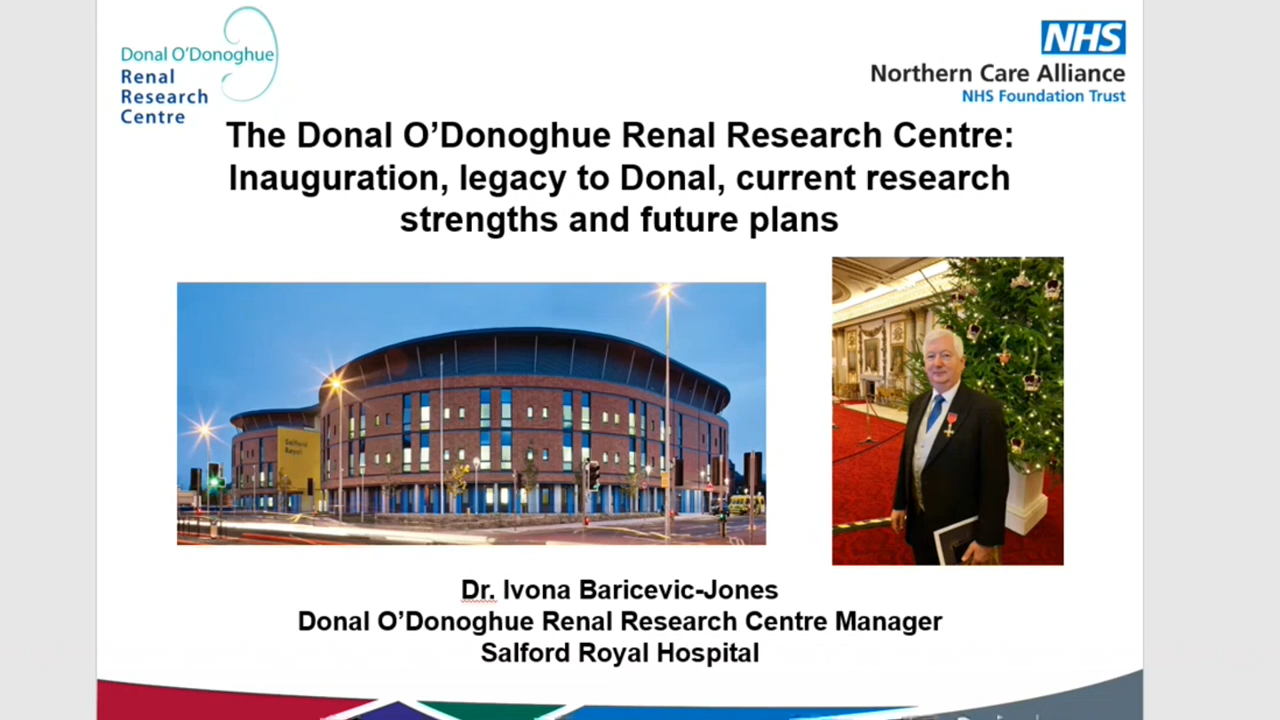 Donal O'Donoghue
Renal
Research
Centre
NHS
Northern Care Alliance
NHS Foundation Trust
The Donal O'Donoghue Renal Research Centre:
Inauguration, legacy to Donal, current research
strengths and future plans
Salford
Royal
Dr. Ivona Baricevic-Jones
Donal O'Donoghue Renal Research Centre Manager
Salford Royal Hospital